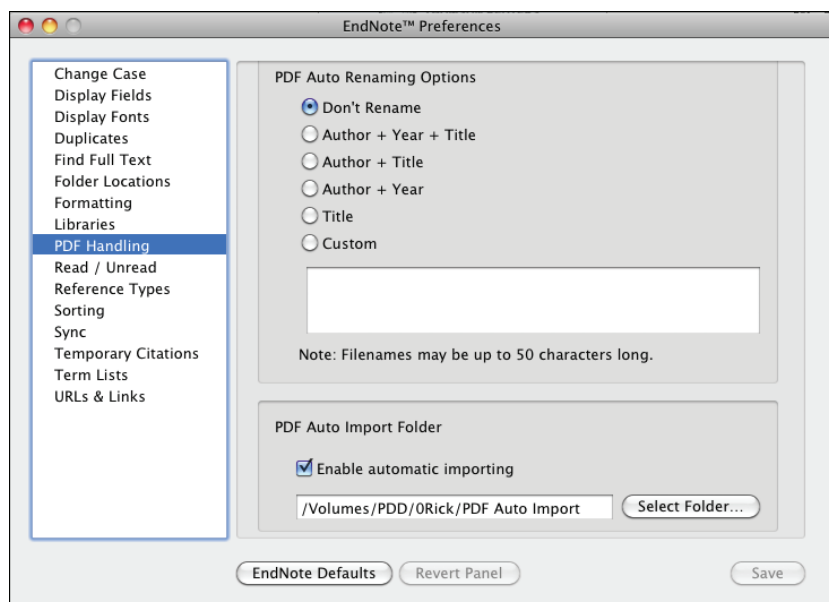 EndNote™ Preferences
Change Case
Display Fields
Display Fonts
Duplicates
Find Full Text
Folder Locations
Formatting
Libraries
PDF Handling
Read / Unread
Reference Types
Sorting
Sync
Temporary Citations
Term Lists
URLs & Links
PDF Auto Renaming Options
Don't Rename
Author + Year + Title
Author + Title
Author + Year
Title
Custom
Note: Filenames may be up to 50 characters long.
PDF Auto Import Folder
Enable automatic importing
/Volumes/PDD/0Rick/PDF Auto Import
Select Folder...
EndNote Defaults
Revert Panel
Save